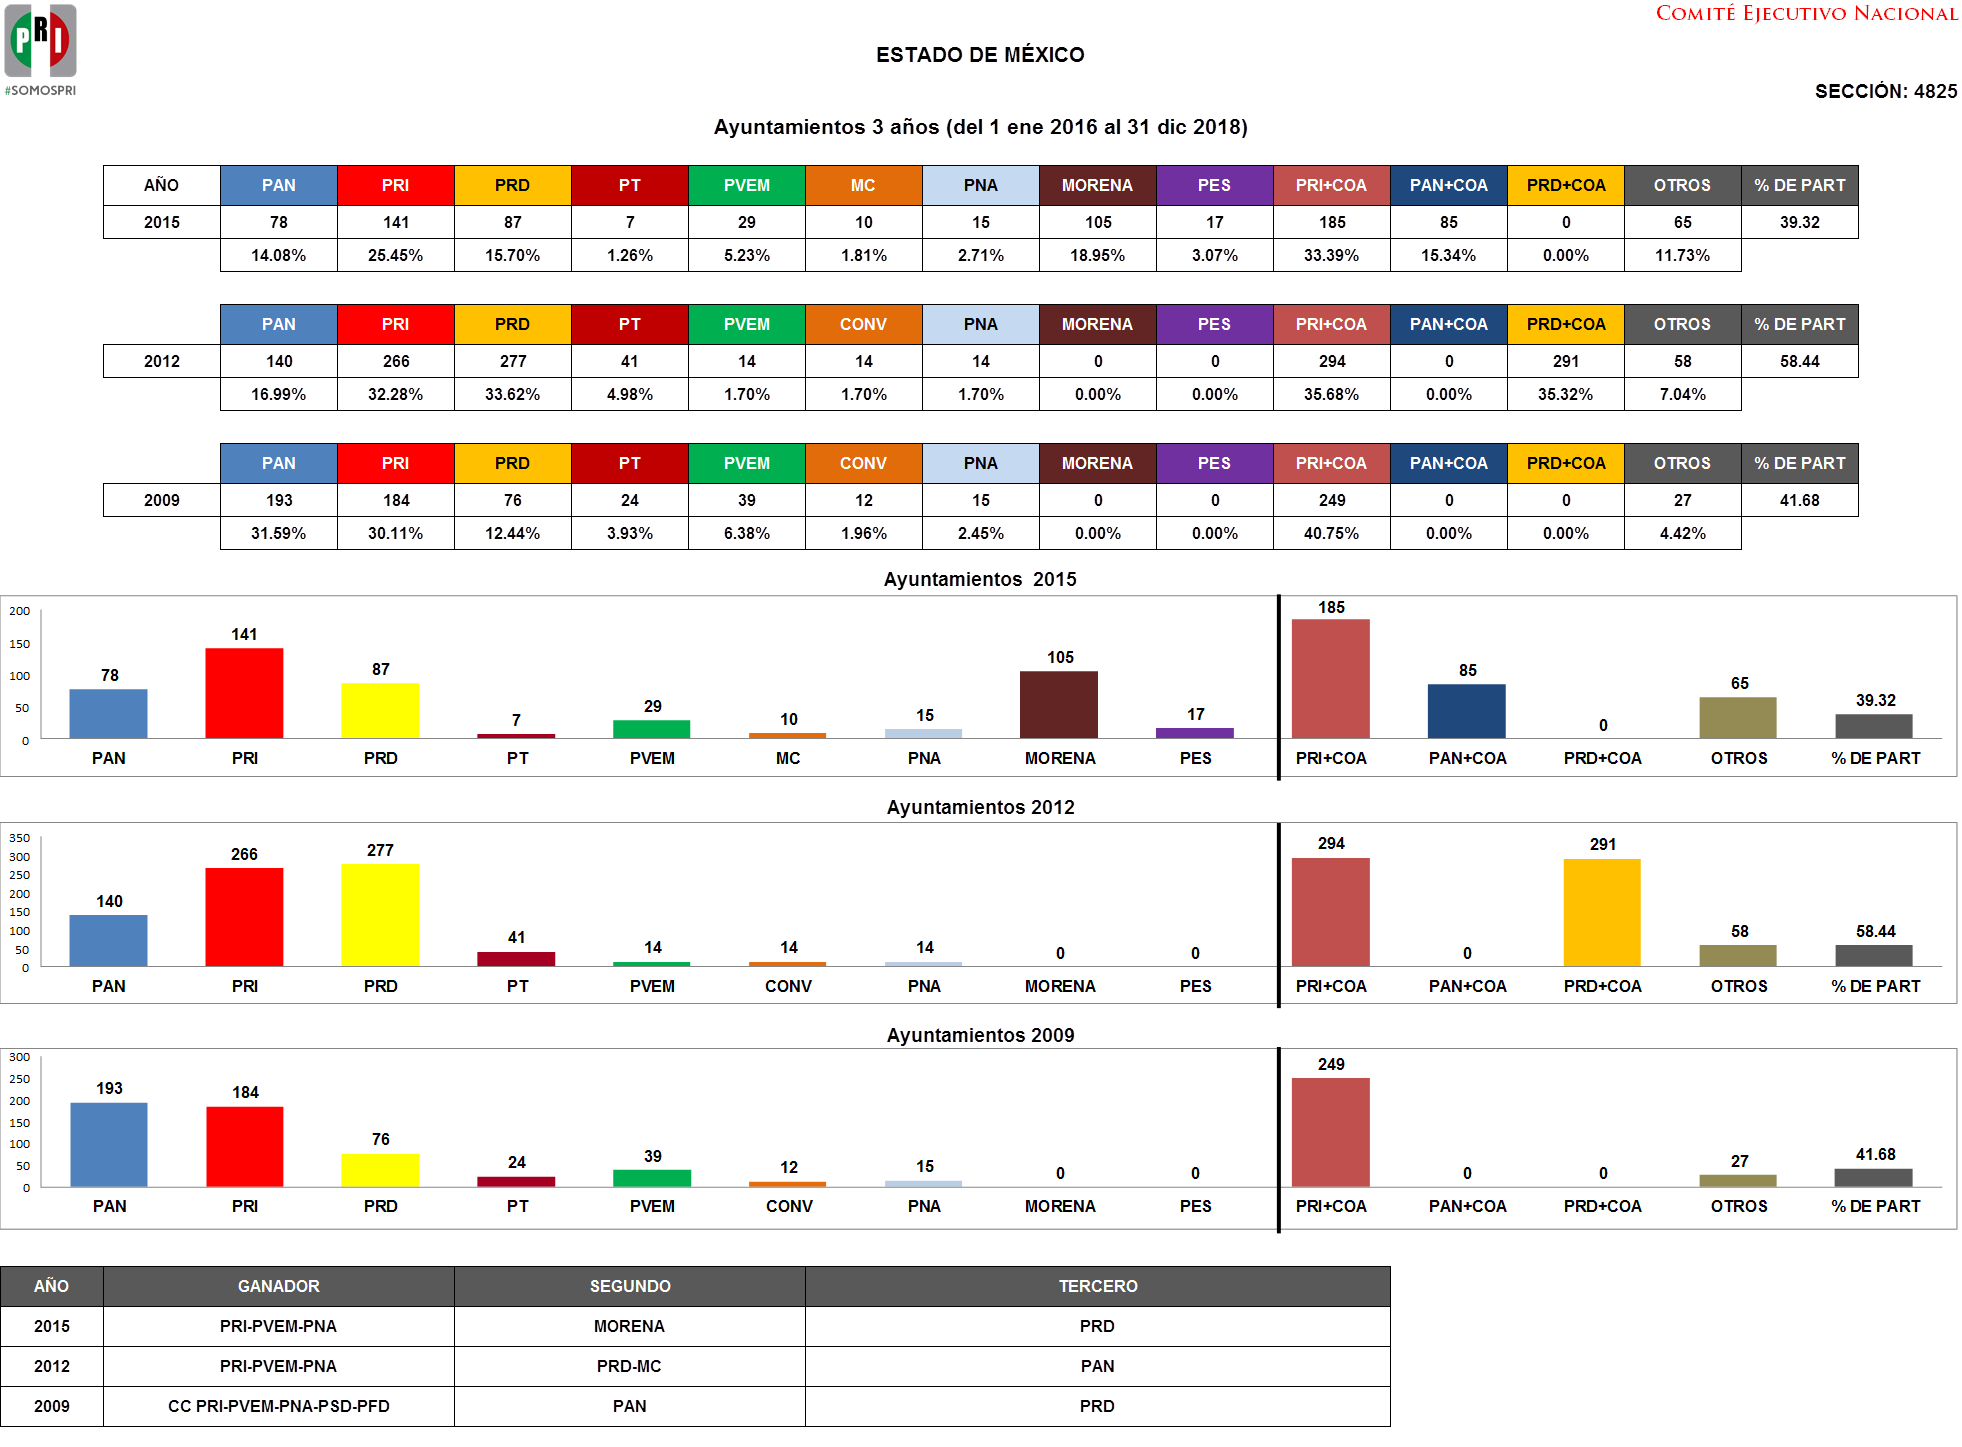 PRI
#SOMOSPRI
COMITÉ EJECUTIVO NACIONAL
ESTADO DE MÉXICO
SECCIÓN: 4825
Ayuntamientos 3 años (del 1 ene 2016 al 31 dic 2018)
AÑO PAN PRI PRD PT PVEM MC PNA MORENA PES PRI+COA PAN+COA PRD+COA OTROS % DE PART
2015 78 141 87 7 29 10 15 105 17 185 85 0 65 39.32
14.08% 25.45% 15.70% 1.26% 5.23% 1.81% 2.71% 18.95% 3.07% 33.39% 15.34% 0.00% 11.73%
PAN PRI PRD PT PVEM CONV PNA MORENA PES PRI+COA PAN+COA PRD+COA OTROS % DE PART
2012 140 266 277 41 14 14 14 0 0 294 0 291 58 58.44
16.99% 32.28% 33.62% 4.98% 1.70% 1.70% 1.70% 0.00% 0.00% 35.68% 0.00% 35.32% 7.04%
PAN PRI PRD PT PVEM CONV PNA MORENA PES PRI+COA PAN+COA PRD+COA OTROS % DE PART
2009 193 184 76 24 39 12 15 0 0 249 0 0 27 41.68
31.59% 30.11% 12.44% 3.93% 6.38% 1.96% 2.45% 0.00% 0.00% 40.75% 0.00% 0.00% 4.42%
Ayuntamientos 2015
200
150
100
50
0
78 141 87 7 29 10 15 105 17 185 85 0 65 39.32
PAN PRI PRD PT PVEM MC PNA MORENA PES PRI+COA PAN+COA PRD+COA OTROS % DE PART
Ayuntamientos 2012
350
300
250
200
150
100
50
0
140 266 277 41 14 14 14 0 0 294 0 291 58 58.44
PAN PRI PRD PT PVEM CONV PNA MORENA PES PRI+COA PAN+COA PRD+COA OTROS % DE PART
Ayuntamientos 2009
300
250
200
150
100
50
0
193 184 76 24 39 12 15 0 0 249 0 0 27 41.68
PAN PRI PRD PT PVEM CONV PNA MORENA PES PRI+COA PAN+COA PRD+COA OTROS % DE PART
AÑO GANADOR SEGUNDO TERCERO
2015 PRI-PVEM-PNA MORENA PRD
2012 PRI-PVEM-PNA PRD-MC PAN
2009 CC PRI-PVEM-PNA-PSD-PFD PAN PRD